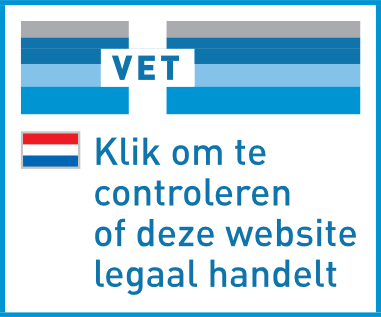 VET
Klik om te
controleren
of deze website
legaal handelt